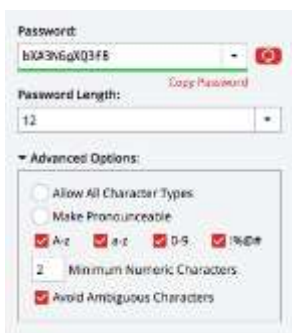 Password:
Copy Password
Password Length:
12
Advanced Options:
Allow All Character Types
Make Pronounceable
A-z a-z 0-9 !%@#
2 Minimum Numeric Characters
Avoid Ambiguous Characters